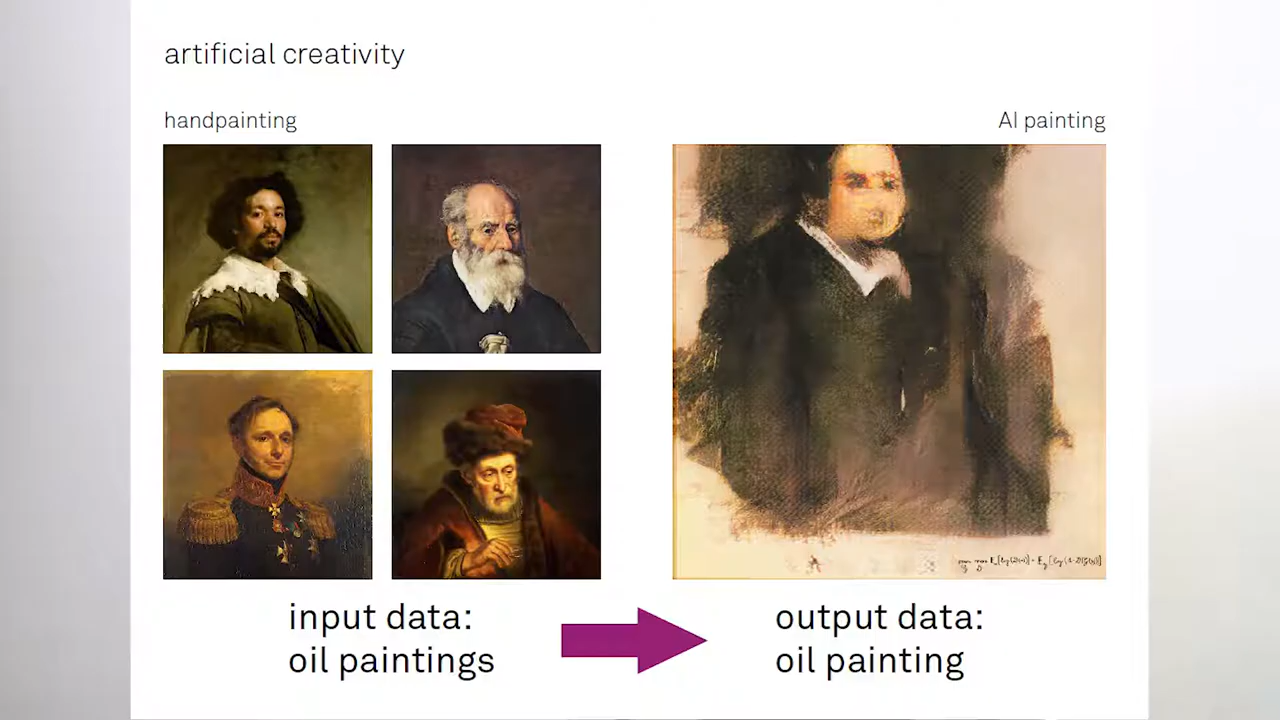 artificial creativity
handpainting
AI painting
input data:
oil paintings
output data:
oil painting